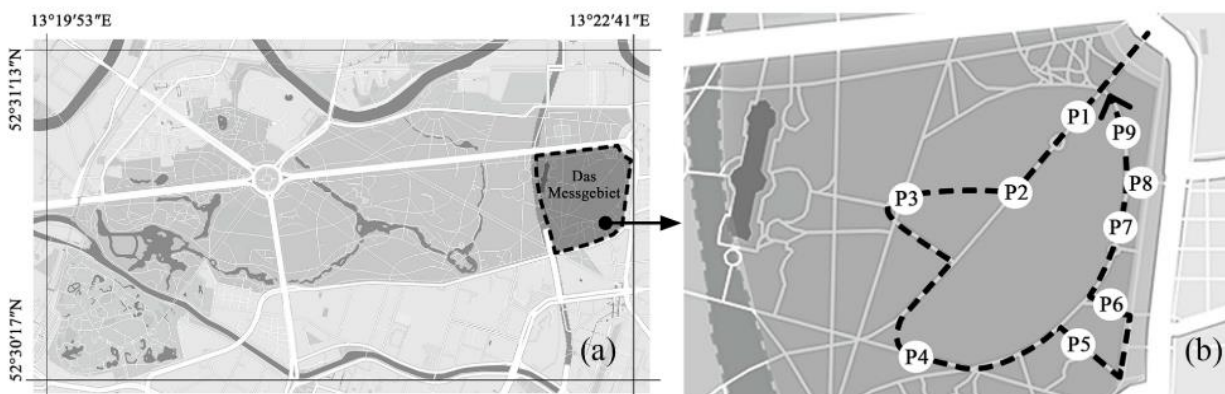 13°19'53"E
13°22'41"E
52°31'13"N
52°30'17"N
Das
Messgebiet
(a)
P1
P9
P2
P3
P8
P7
P6
P5
P4
(b)